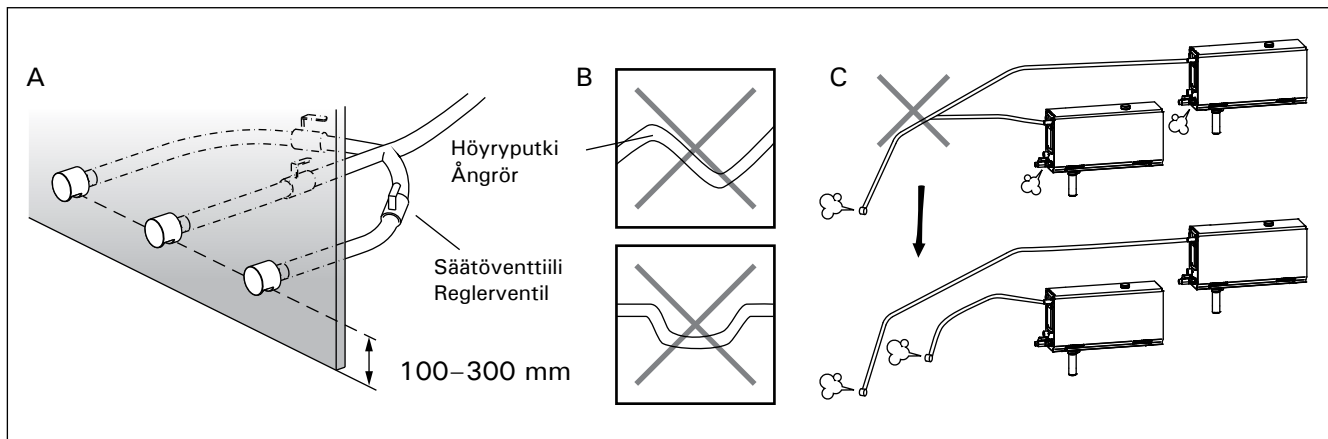 A
Säätöventtiili
Reglerventil
100–300 mm
B
Höyryputki
Ångrör
C